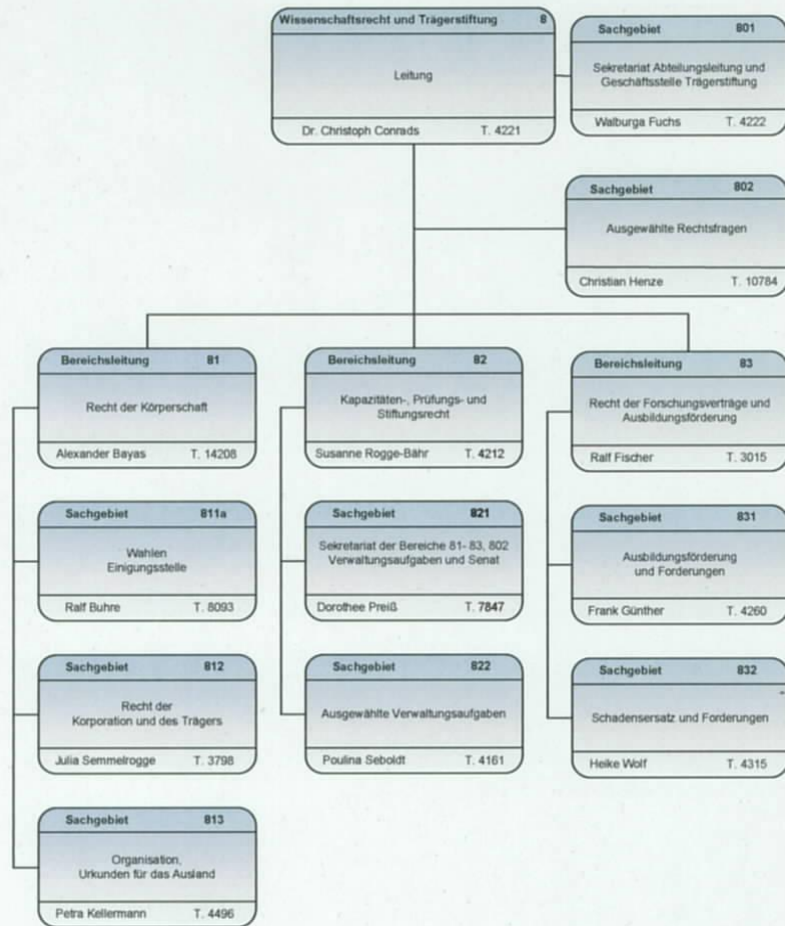 Wissenschaftsrecht und Trägerstiftung 8
Leitung
Dr. Christoph Conrads T. 4221
Sachgebiet 801
Sekretariat Abteilungsleitung und
Geschäftsstelle Trägerstiftung
Walburga Fuchs T. 4222
Sachgebiet 802
Ausgewählte Rechtsfragen
Christian Henze T. 10784
Bereichsleitung 81
Recht der Körperschaft
Alexander Bayas T. 14208
Sachgebiet 811a
Wahlen
Einigungsstelle
Ralf Buhre T. 8093
Sachgebiet 812
Recht der
Korporation und des Trägers
Julia Semmelrogge T. 3798
Sachgebiet 813
Organisation,
Urkunden für das Ausland
Petra Kellermann T. 4496
Bereichsleitung 82
Kapazitäten-, Prüfungs- und
Stiftungsrecht
Susanne Rogge-Bähr T. 4212
Sachgebiet 821
Sekretariat der Bereiche 81- 83, 802
Verwaltungsaufgaben und Senat
Dorothee Preiß T. 7847
Sachgebiet 822
Ausgewählte Verwaltungsaufgaben
Poulina Seboldt T. 4161
Bereichsleitung 83
Recht der Forschungsverträge und
Ausbildungsförderung
Ralf Fischer T. 3015
Sachgebiet 831
Ausbildungsförderung
und Forderungen
Frank Günther T. 4260
Sachgebiet 832
Schadensersatz und Forderungen
Heike Wolf T. 4315